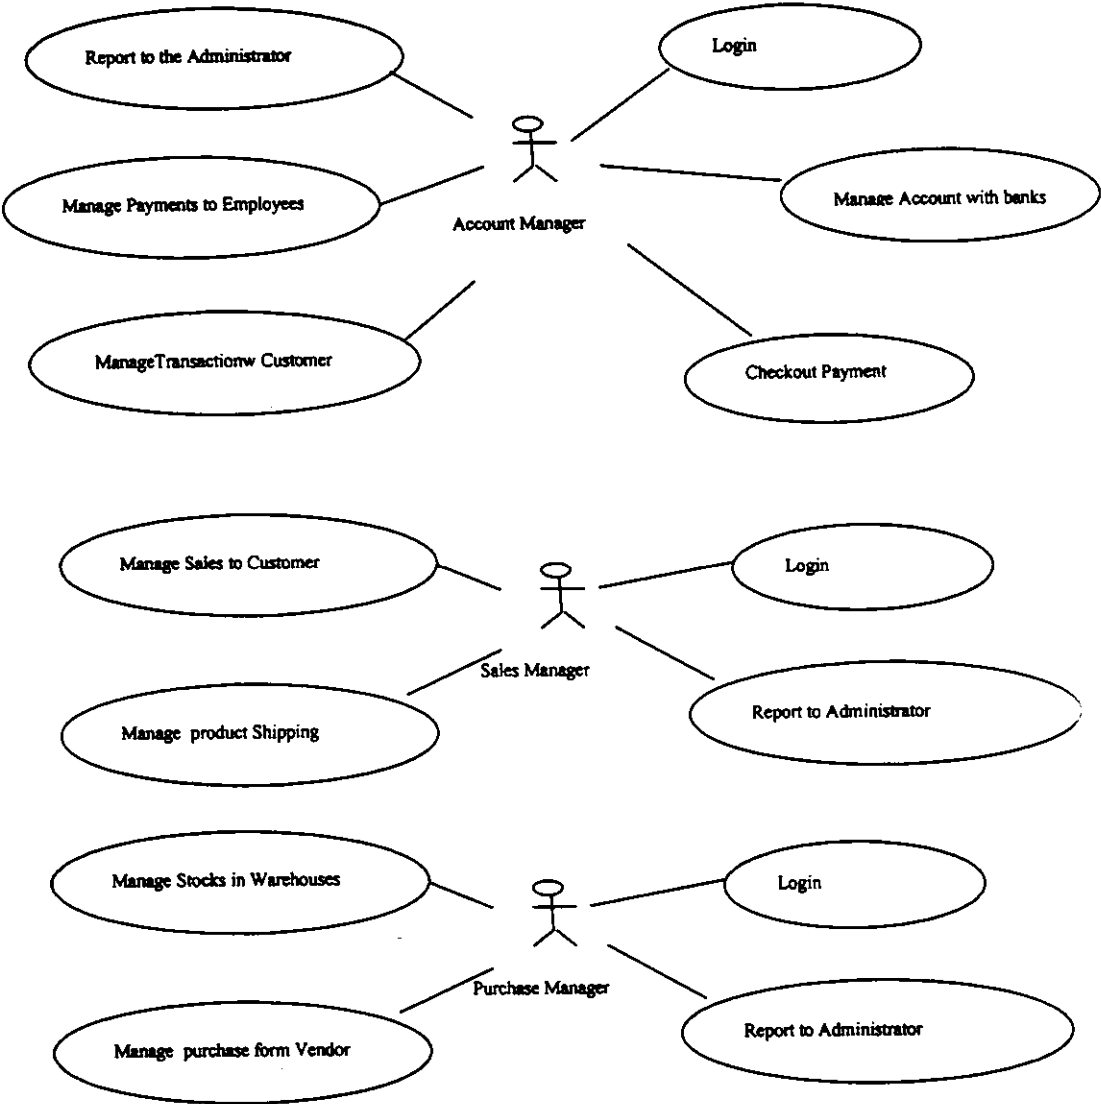 Report to the Administrator
Login
Manage Payments to Employees
Manage Account with banks
Account Manager
ManageTransactionw Customer
Checkout Payment
Manage Sales to Customer
Login
Sales Manager
Manage product Shipping
Report to Administrator
Manage Stocks in Warehouses
Login
Purchase Manager
Manage purchase form Vendor
Report to Administrator